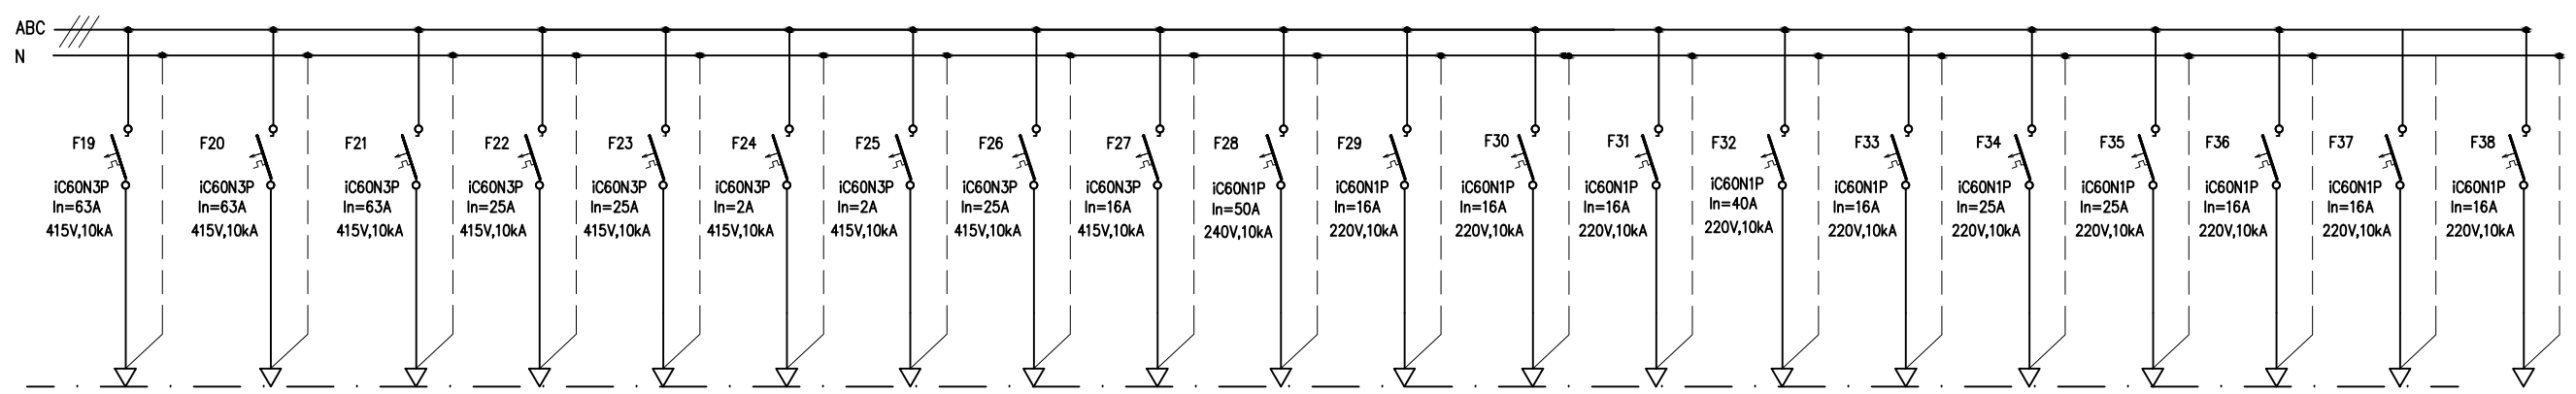 ABC
N
F19
iC60N3P
In=63A
415V,10kA
F20
iC60N3P
In=63A
415V,10kA
F21
iC60N3P
In=63A
415V,10kA
F22
iC60N3P
In=25A
415V,10kA
F23
iC60N3P
In=25A
415V,10kA
F24
iC60N3P
In=2A
415V,10kA
F25
iC60N3P
In=2A
415V,10kA
F26
iC60N3P
In=25A
415V,10kA
F27
iC60N3P
In=16A
415V,10kA
F28
iC60N1P
In=50A
240V,10kA
F29
iC60N1P
In=16A
220V,10kA
F30
iC60N1P
In=16A
220V,10kA
F31
iC60N1P
In=16A
220V,10kA
F32
iC60N1P
In=40A
220V,10kA
F33
iC60N1P
In=16A
220V,10kA
F34
iC60N1P
In=25A
220V,10kA
F35
iC60N1P
In=25A
220V,10kA
F36
iC60N1P
In=16A
220V,10kA
F37
iC60N1P
In=16A
220V,10kA
F38
iC60N1P
In=16A
220V,10kA